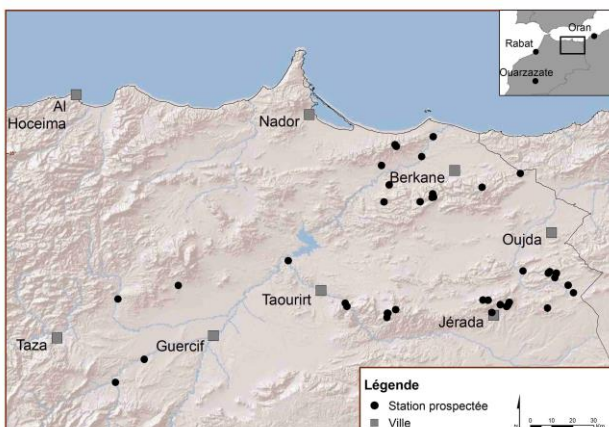 Oran
Rabat
Ouarzazate
Al
Hoceima
Nador
Berkane
Oujda
Taourirt
Jérada
Taza
Guercif
Légende
Station prospectée
Ville
0 10 20 30
Km